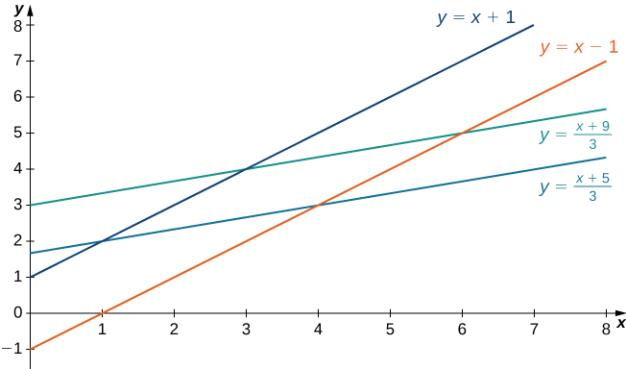 y
8
y = x + 1
7
y = x − 1
6
5
y = (x + 9)/3
4
y = (x + 5)/3
3
2
1
0
−1
1 2 3 4 5 6 7 8 x